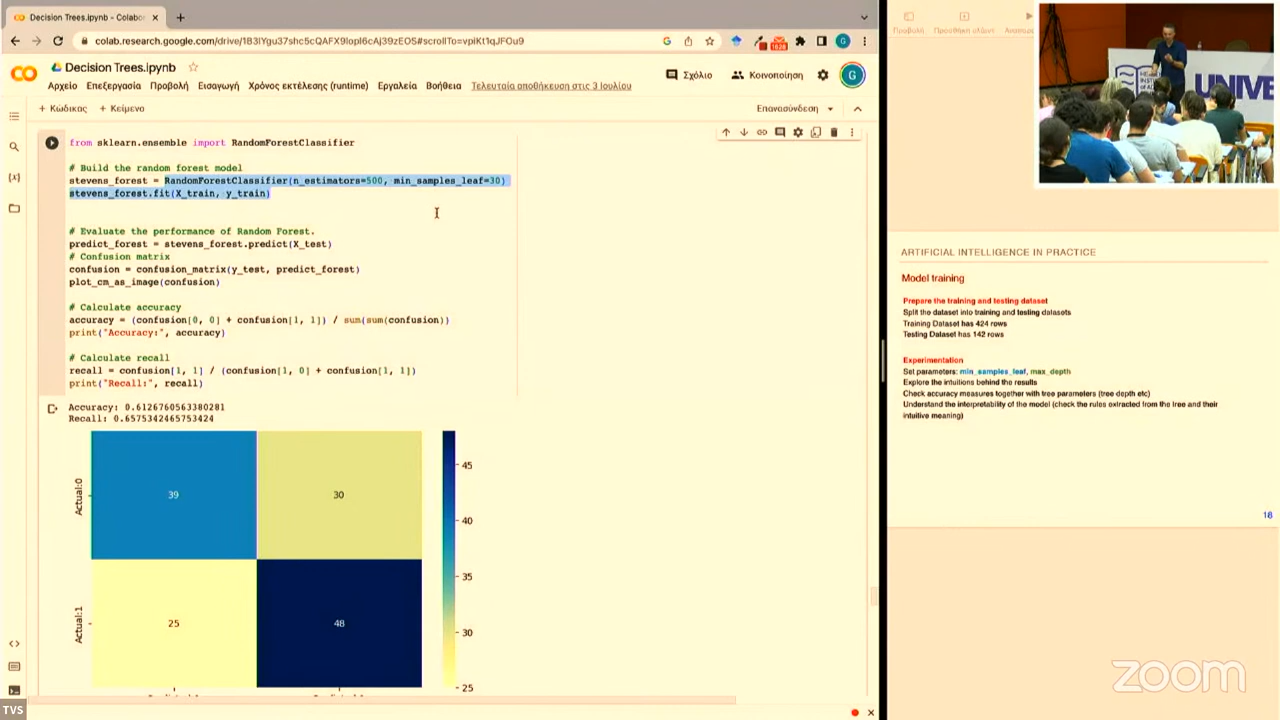 Decision Trees.ipynb - Colabo
colab.research.google.com/drive/
Decision Trees.ipynb
Σχόλιο
Κοινοποίηση
G
Αρχείο Επεξεργασία Προβολή Εισαγωγή Χρόνος εκτέλεσης (runtime) Εργαλεία Βοήθεια Τελευταία αποθήκευση στις 3 Ιουλίου
+ Κώδικας + Κείμενο
Επανασύνδεση
from sklearn.ensemble import RandomForestClassifier
# Build the random forest model
stevens_forest = RandomForestClassifier(n_estimators=500, min_samples_leaf=30)
stevens_forest.fit(X_train, y_train)
# Evaluate the performance of Random Forest.
predict_forest = stevens_forest.predict(X_test)
# Confusion matrix
confusion = confusion_matrix(y_test, predict_forest)
plot_cm_as_image(confusion)
# Calculate accuracy
accuracy = (confusion[0, 0] + confusion[1, 1]) / sum(sum(confusion))
print("Accuracy:", accuracy)
# Calculate recall
recall = confusion[1, 1] / (confusion[1, 0] + confusion[1, 1])
print("Recall:", recall)
Accuracy: 0.6126760563380281
Recall: 0.6575342465753424
Actual:0
39
30
Actual:1
25
48
45
40
35
30
25
TVS
Προβολή Προσθήκη
UNIVE
ARTIFICIAL INTELLIGENCE IN PRACTICE
Model training
Prepare the training and testing dataset
Split the dataset into training and testing datasets
Training Dataset has 424 rows
Testing Dataset has 142 rows
Experimentation
Set parameters: min_samples_leaf, max_depth
Explore the intuitions behind the results
Check accuracy measures together with tree parameters (tree depth etc)
Understand the interpretability of the model (check the rules extracted from the tree and their
intuitive meaning)
18
zoom